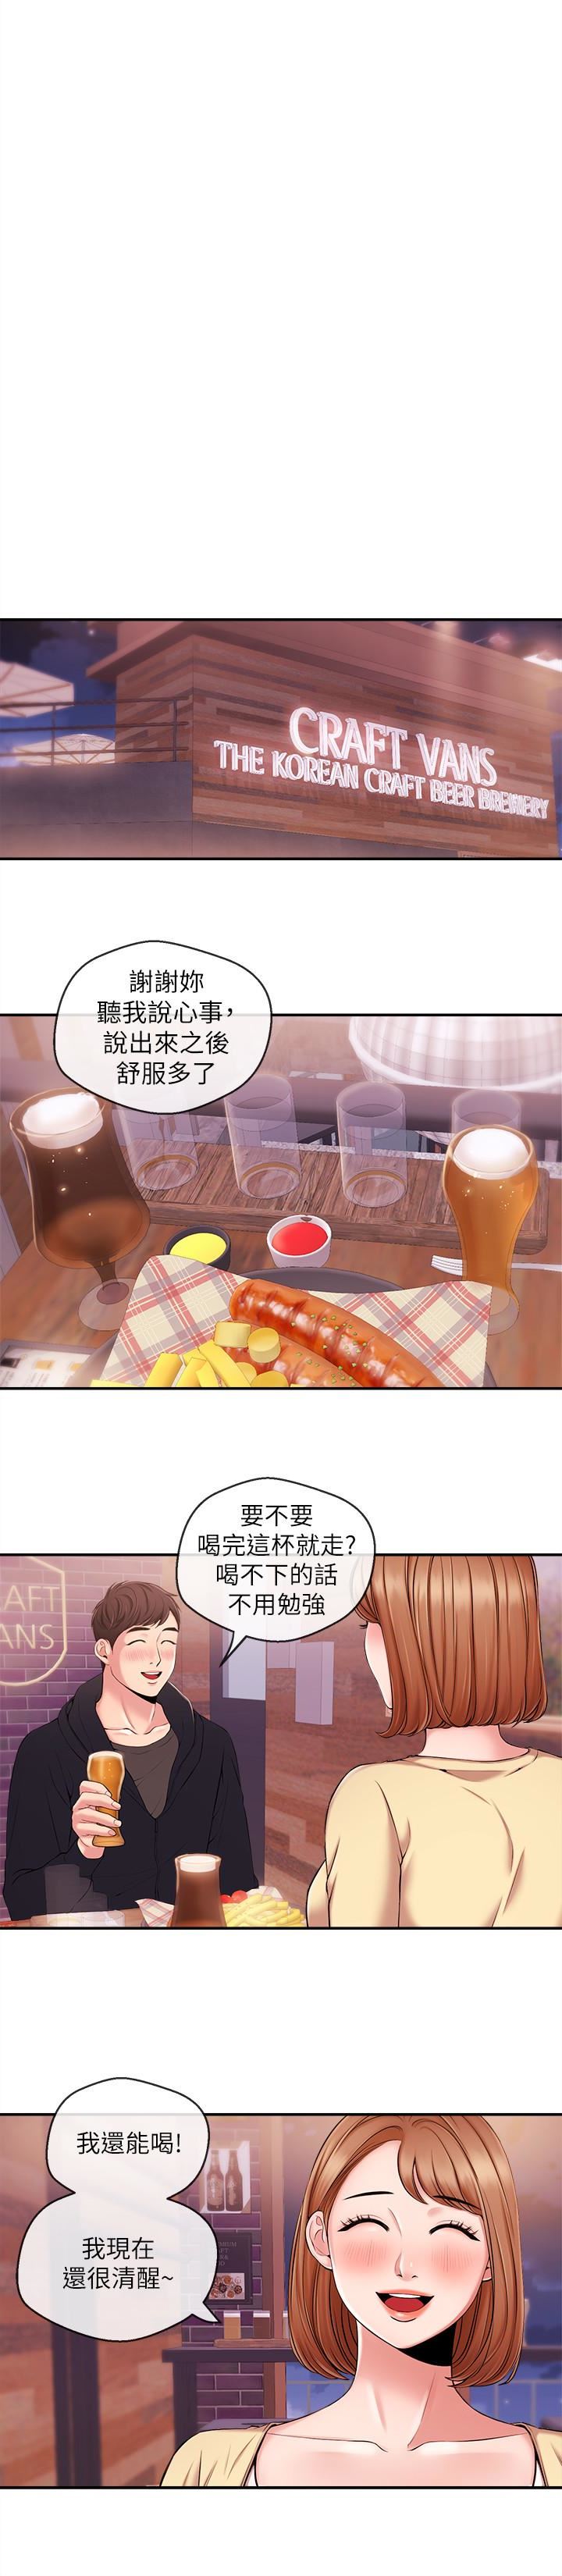 CRAFT VANS
THE KOREAN CRAFT BEER BREWERY
謝謝妳
聽我說心事，
說出來之後
舒服多了
要不要
喝完這杯就走?
喝不下的話
不用勉強
RAFT
ANS
我還能喝!
我現在
還很清醒~